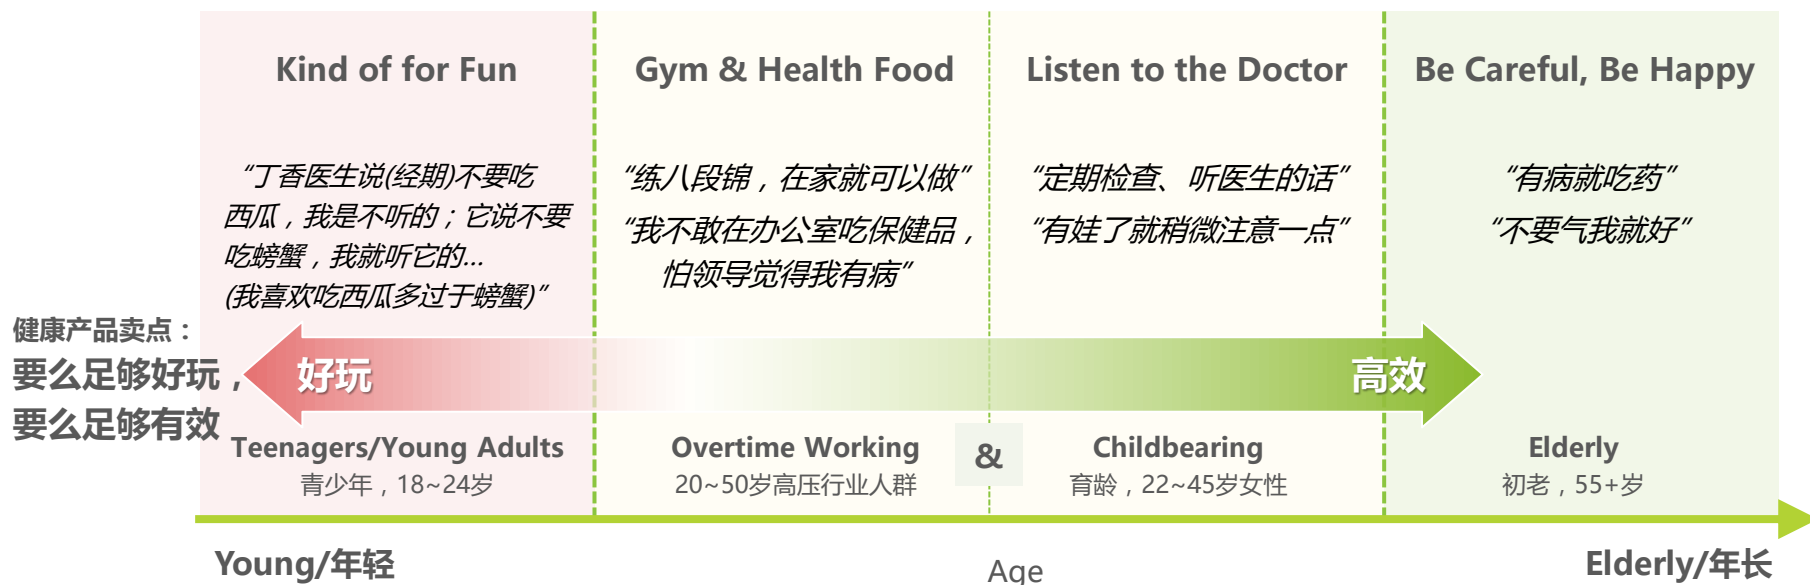 Kind of for Fun
Gym & Health Food
Listen to the Doctor
Be Careful, Be Happy
“丁香医生说(经期)不要吃
西瓜，我是不听的；它说不要
吃螃蟹，我就听它的...
(我喜欢吃西瓜多过于螃蟹)”
“练八段锦，在家就可以做”
“我不敢在办公室吃保健品，
怕领导觉得我有病”
“定期检查、听医生的话”
“有娃了就稍微注意一点”
“有病就吃药”
“不要气我就好”
健康产品卖点：
要么足够好玩，
要么足够有效
好玩
高效
Teenagers/Young Adults
青少年，18~24岁
Overtime Working
20~50岁高压行业人群
&
Childbearing
育龄，22~45岁女性
Elderly
初老，55+岁
Young/年轻
Age
Elderly/年长